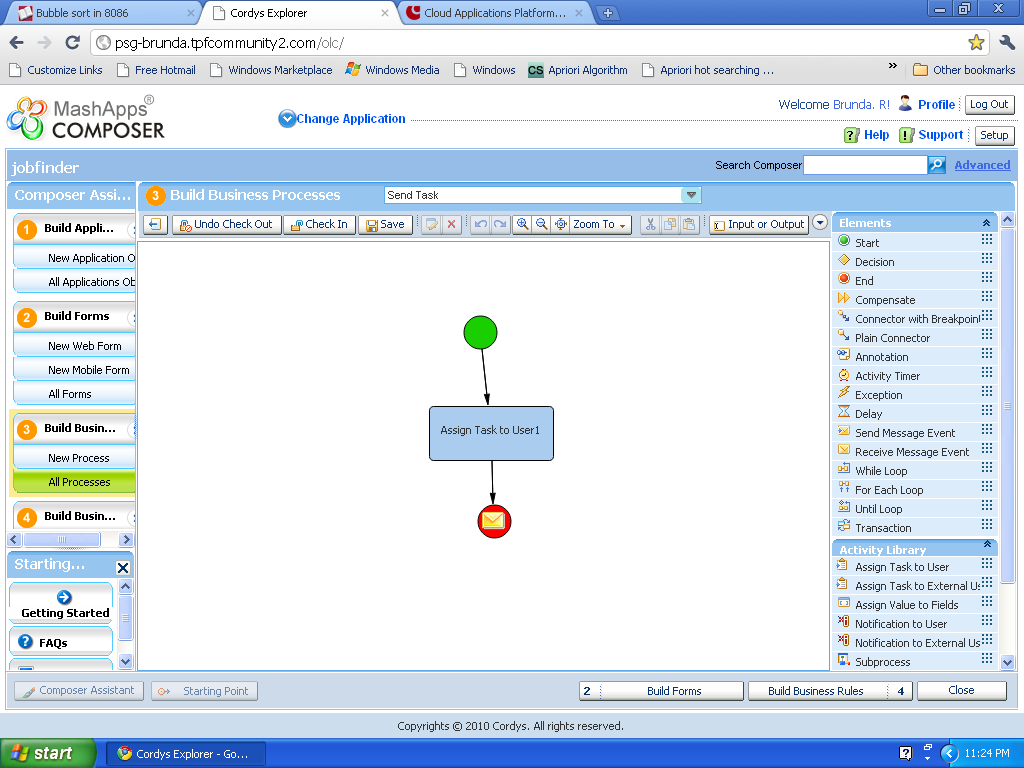 Bubble sort in 8086
Cordys Explorer
Cloud Applications Platform...
psg-brunda.tpfcommunity2.com/olc/
Customize Links
Free Hotmail
Windows Marketplace
Windows Media
Windows
CS Apriori Algorithm
Apriori hot searching ...
»
Other bookmarks
MashApps®
COMPOSER
Change Application
Welcome Brunda. R!
Profile
Log Out
Help
Support
Setup
jobfinder
Search Composer
Advanced
Composer Assi...
1 Build Appli...
New Application O
All Applications Ob
2 Build Forms
New Web Form
New Mobile Form
All Forms
3 Build Busin...
New Process
All Processes
4 Build Busin...
Starting...
Getting Started
FAQs
3 Build Business Processes
Send Task
Undo Check Out
Check In
Save
Zoom To
Input or Output
Assign Task to User1
Elements
Start
Decision
End
Compensate
Connector with Breakpoint
Plain Connector
Annotation
Activity Timer
Exception
Delay
Send Message Event
Receive Message Event
While Loop
For Each Loop
Until Loop
Transaction
Activity Library
Assign Task to User
Assign Task to External Us
Assign Value to Fields
Notification to User
Notification to External Us
Subprocess
Composer Assistant
Starting Point
2 Build Forms
Build Business Rules 4
Close
Copyrights © 2010 Cordys. All rights reserved.
start
Cordys Explorer - Go...
11:24 PM